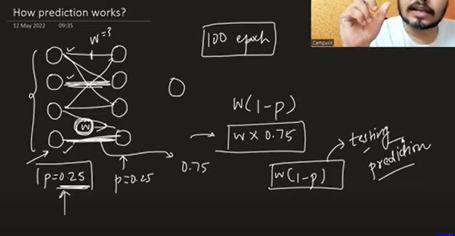 How prediction works?
12 May 2022 09:35
CampusX
W=3
100 epoch
W
W(1-p)
W x 0.75
0.75
p=0.25
p=0.25
W(1-p)
testing
prediction